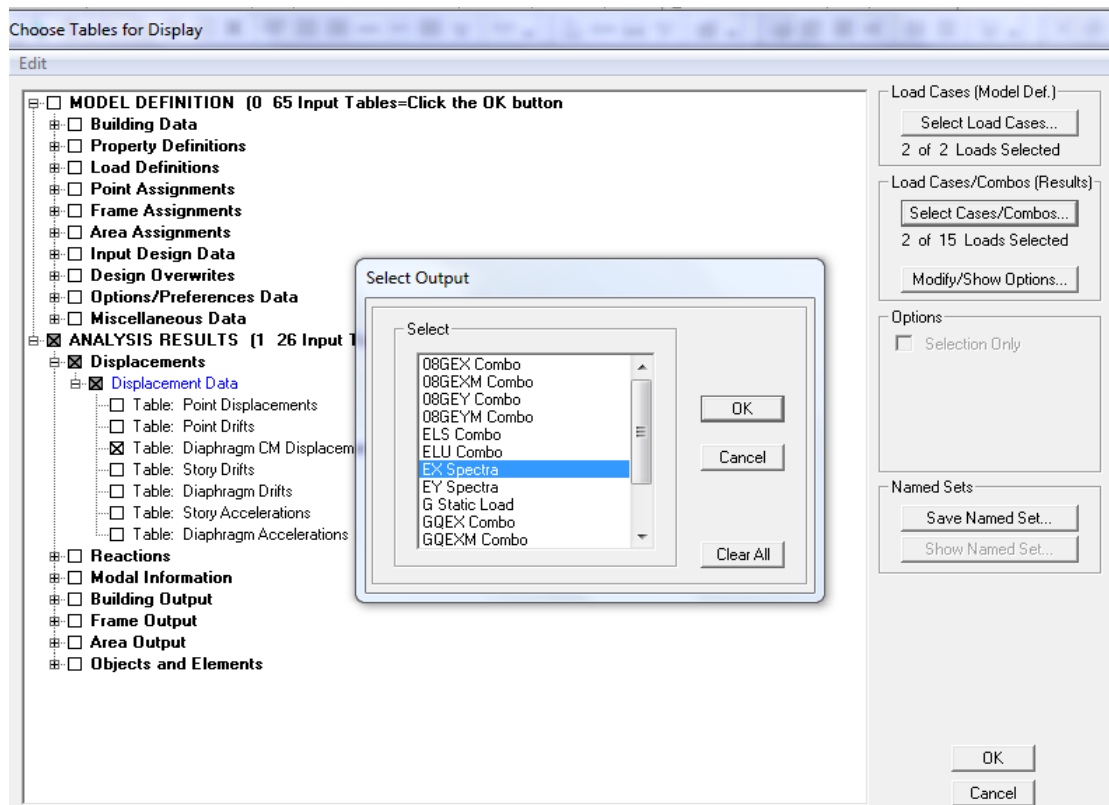 Choose Tables for Display
Edit
MODEL DEFINITION (0 65 Input Tables=Click the OK button
Building Data
Property Definitions
Load Definitions
Point Assignments
Frame Assignments
Area Assignments
Input Design Data
Design Overwrites
Options/Preferences Data
Miscellaneous Data
ANALYSIS RESULTS (1 26 Input T
Displacements
Displacement Data
Table: Point Displacements
Table: Point Drifts
Table: Diaphragm CM Displacem
Table: Story Drifts
Table: Diaphragm Drifts
Table: Story Accelerations
Table: Diaphragm Accelerations
Reactions
Modal Information
Building Output
Frame Output
Area Output
Objects and Elements
Select Output
Select
08GEX Combo
08GEXM Combo
08GEY Combo
08GEYM Combo
ELS Combo
ELU Combo
EX Spectra
EY Spectra
G Static Load
GQEX Combo
GQEXM Combo
OK
Cancel
Clear All
Load Cases (Model Def.)
Select Load Cases...
2 of 2 Loads Selected
Load Cases/Combos (Results)
Select Cases/Combos...
2 of 15 Loads Selected
Modify/Show Options...
Options
Selection Only
Named Sets
Save Named Set...
Show Named Set...
OK
Cancel